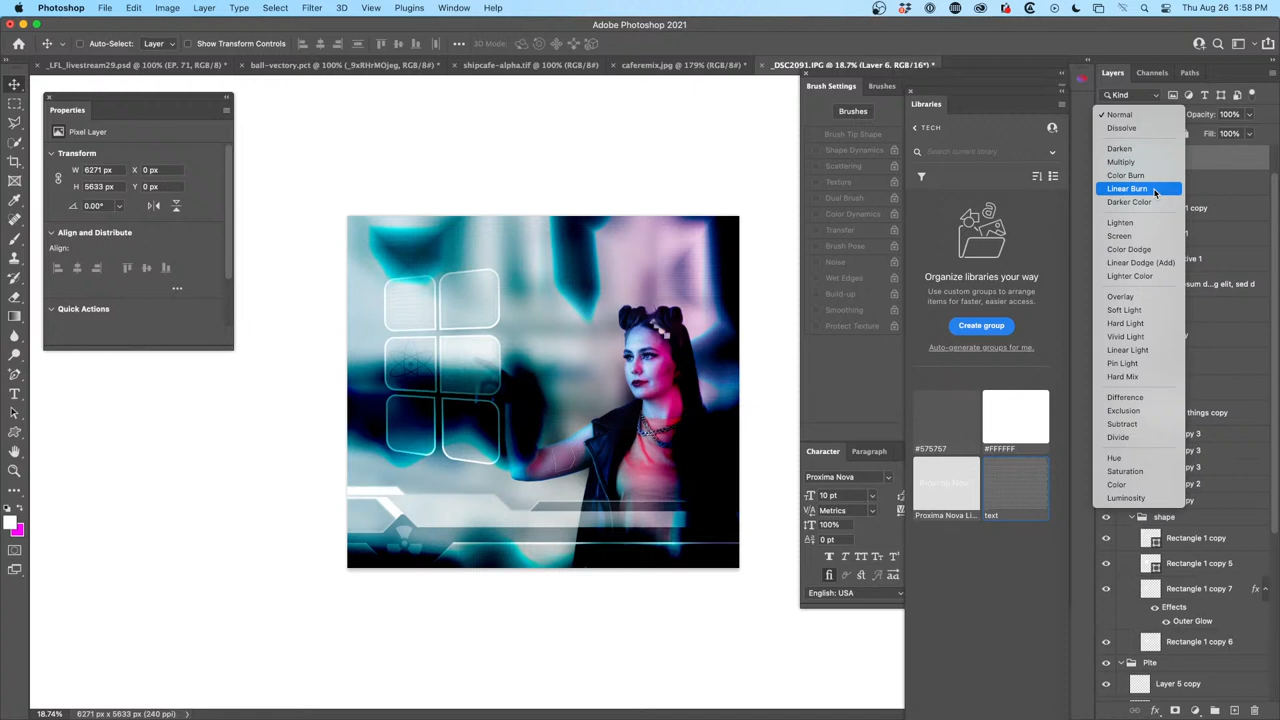 Photoshop File Edit Image Layer Type Select Filter 3D View Plugins Window Help Thu Aug 26 1:58 PM
Adobe Photoshop 2021
Auto-Select: Layer Show Transform Controls 3D Mode:
_LFL_livestream29.psd (EP. 71, RGB/8) * ball-vectory.pct @ 100% (_9xRHrMOjeg, RGB/8*) * shipcafe-alpha.tif @ 100% (RGB/8#) caferemix.jpg @ 179% (RGB/8*) * _DSC2091.JPG @ 18.7% (Layer 6, RGB/16*) *
Properties
Pixel Layer
Transform
W 6271 px X 0 px
H 5633 px Y 0 px
0.00°
Align and Distribute
Align:
Quick Actions
Brush Settings Brushes
Brushes
Brush Tip Shape
Shape Dynamics
Scattering
Texture
Dual Brush
Color Dynamics
Transfer
Brush Pose
Noise
Wet Edges
Build-up
Smoothing
Protect Texture
Character Paragraph
Proxima Nova
10 pt
Metrics
100%
0 pt
English: USA
Libraries
TECH
Search current library
Organize libraries your way
Use custom groups to arrange
items for faster, easier access.
Create group
Auto-generate groups for me.
#575757 #FFFFFF
Proxima Nova Li... text
Layers Channels Paths
Kind
Opacity: 100%
Fill: 100%
Normal
Dissolve
Darken
Multiply
Color Burn
Linear Burn
Darker Color
Lighten
Screen
Color Dodge
Linear Dodge (Add)
Lighter Color
Overlay
Soft Light
Hard Light
Vivid Light
Linear Light
Pin Light
Hard Mix
Difference
Exclusion
Subtract
Divide
Hue
Saturation
Color
Luminosity
1 copy
tive 1
sum d...g elit, sed d
things copy
py 3
py 3
py 3
py 2
py
shape
Rectangle 1 copy
Rectangle 1 copy 5
Rectangle 1 copy 7 fx
Effects
Outer Glow
Rectangle 1 copy 6
Plte
Layer 5 copy
18.74% 6271 px x 5633 px (240 ppi)